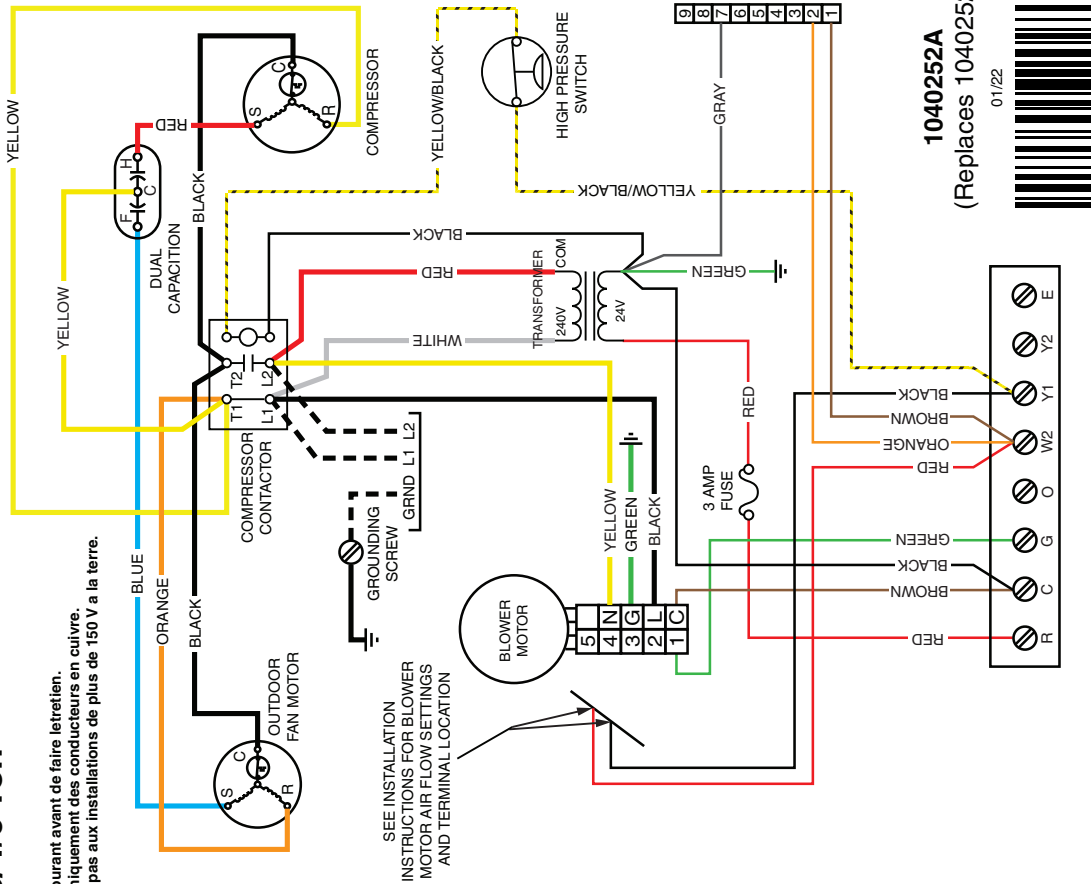 ourant avant de faire letretien.
niquement des conducteurs en cuivre.
pas aux installations de plus de 150 V a la terre.
YELLOW
RED
YELLOW
H
C
F
DUAL
CAPACITION
BLACK
S
C
R
COMPRESSOR
YELLOW/BLACK
HIGH PRESSURE
SWITCH
YELLOW/BLACK
9
8
7
6
5
4
3
2
1
GRAY
1040252A
(Replaces 1040252
01/22
BLUE
ORANGE
BLACK
T1
T2
L1
L2
COMPRESSOR
CONTACTOR
BLACK
RED
WHITE
TRANSFORMER
240V
COM
24V
GREEN
GRND
L1
L2
GROUNDING
SCREW
S
C
R
OUTDOOR
FAN MOTOR
YELLOW
GREEN
BLACK
RED
3 AMP
FUSE
BLOWER
MOTOR
5
4 N
3 G
2 L
1 C
SEE INSTALLATION
INSTRUCTIONS FOR BLOWER
MOTOR AIR FLOW SETTINGS
AND TERMINAL LOCATION
BLACK
BROWN
ORANGE
RED
GREEN
BLACK
BROWN
RED
R
C
G
O
W2
Y1
Y2
E